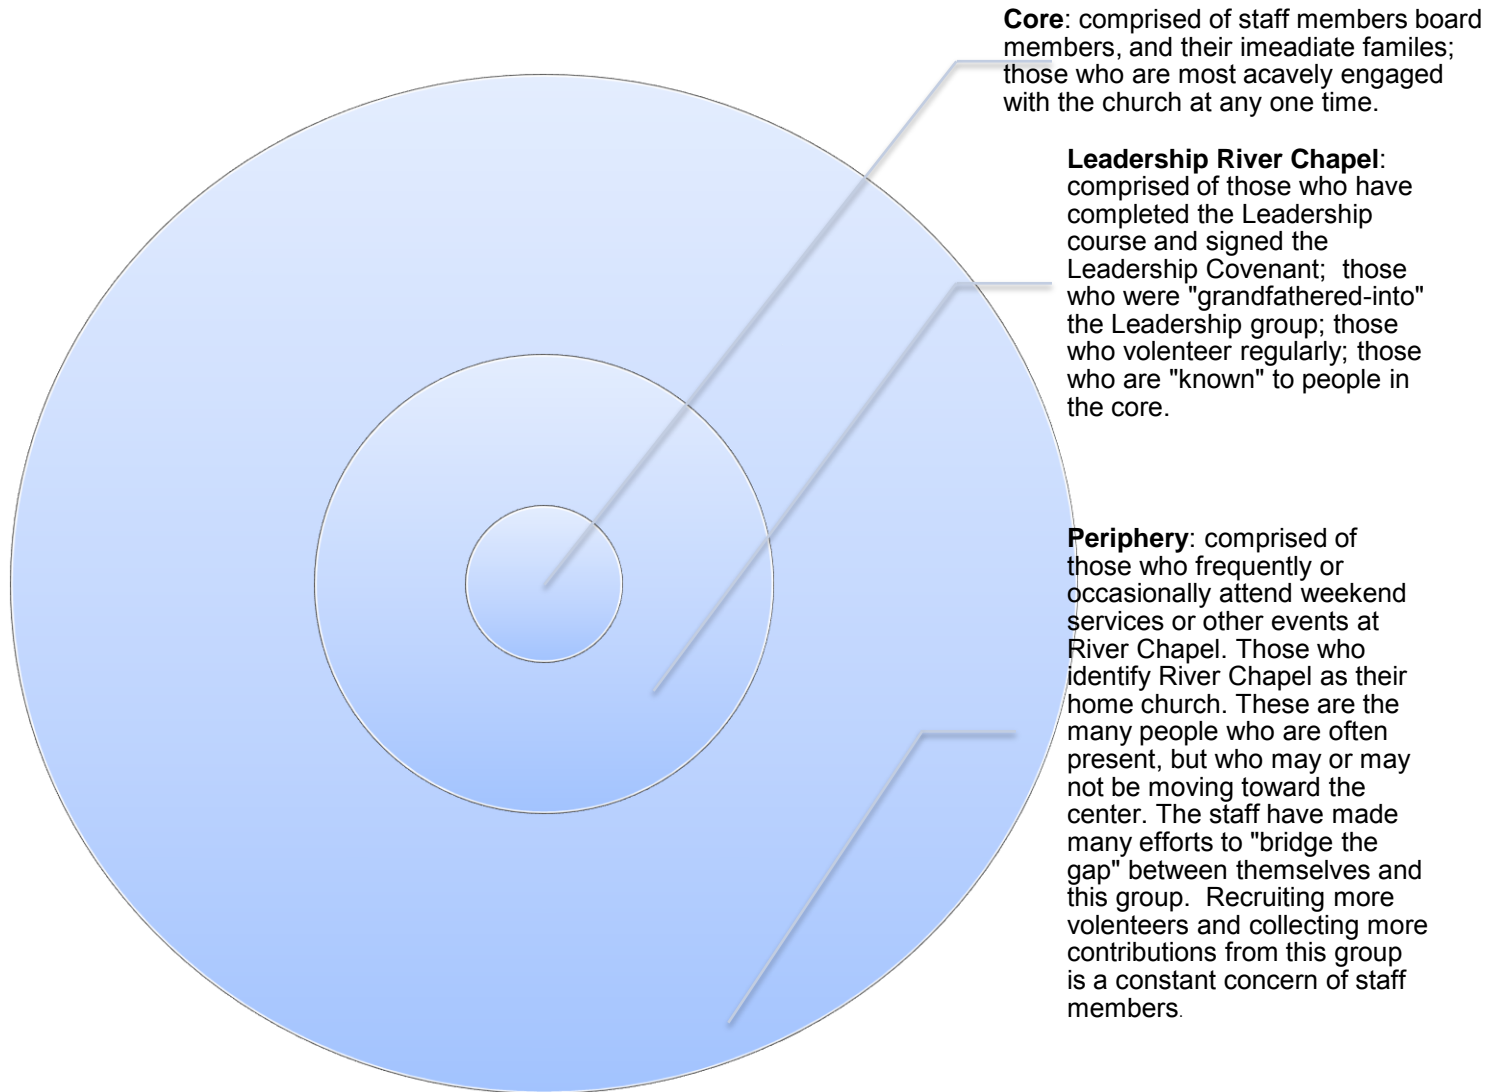 Core: comprised of staff members board
members, and their imeadiate familes;
those who are most acavely engaged
with the church at any one time.
Leadership River Chapel:
comprised of those who have
completed the Leadership
course and signed the
Leadership Covenant;  those
who were "grandfathered-into"
the Leadership group; those
who volenteer regularly; those
who are "known" to people in
the core.
Periphery: comprised of
those who frequently or
occasionally attend weekend
services or other events at
River Chapel. Those who
identify River Chapel as their
home church. These are the
many people who are often
present, but who may or may
not be moving toward the
center. The staff have made
many efforts to "bridge the
gap" between themselves and
this group.  Recruiting more
volenteers and collecting more
contributions from this group
is a constant concern of staff
members.